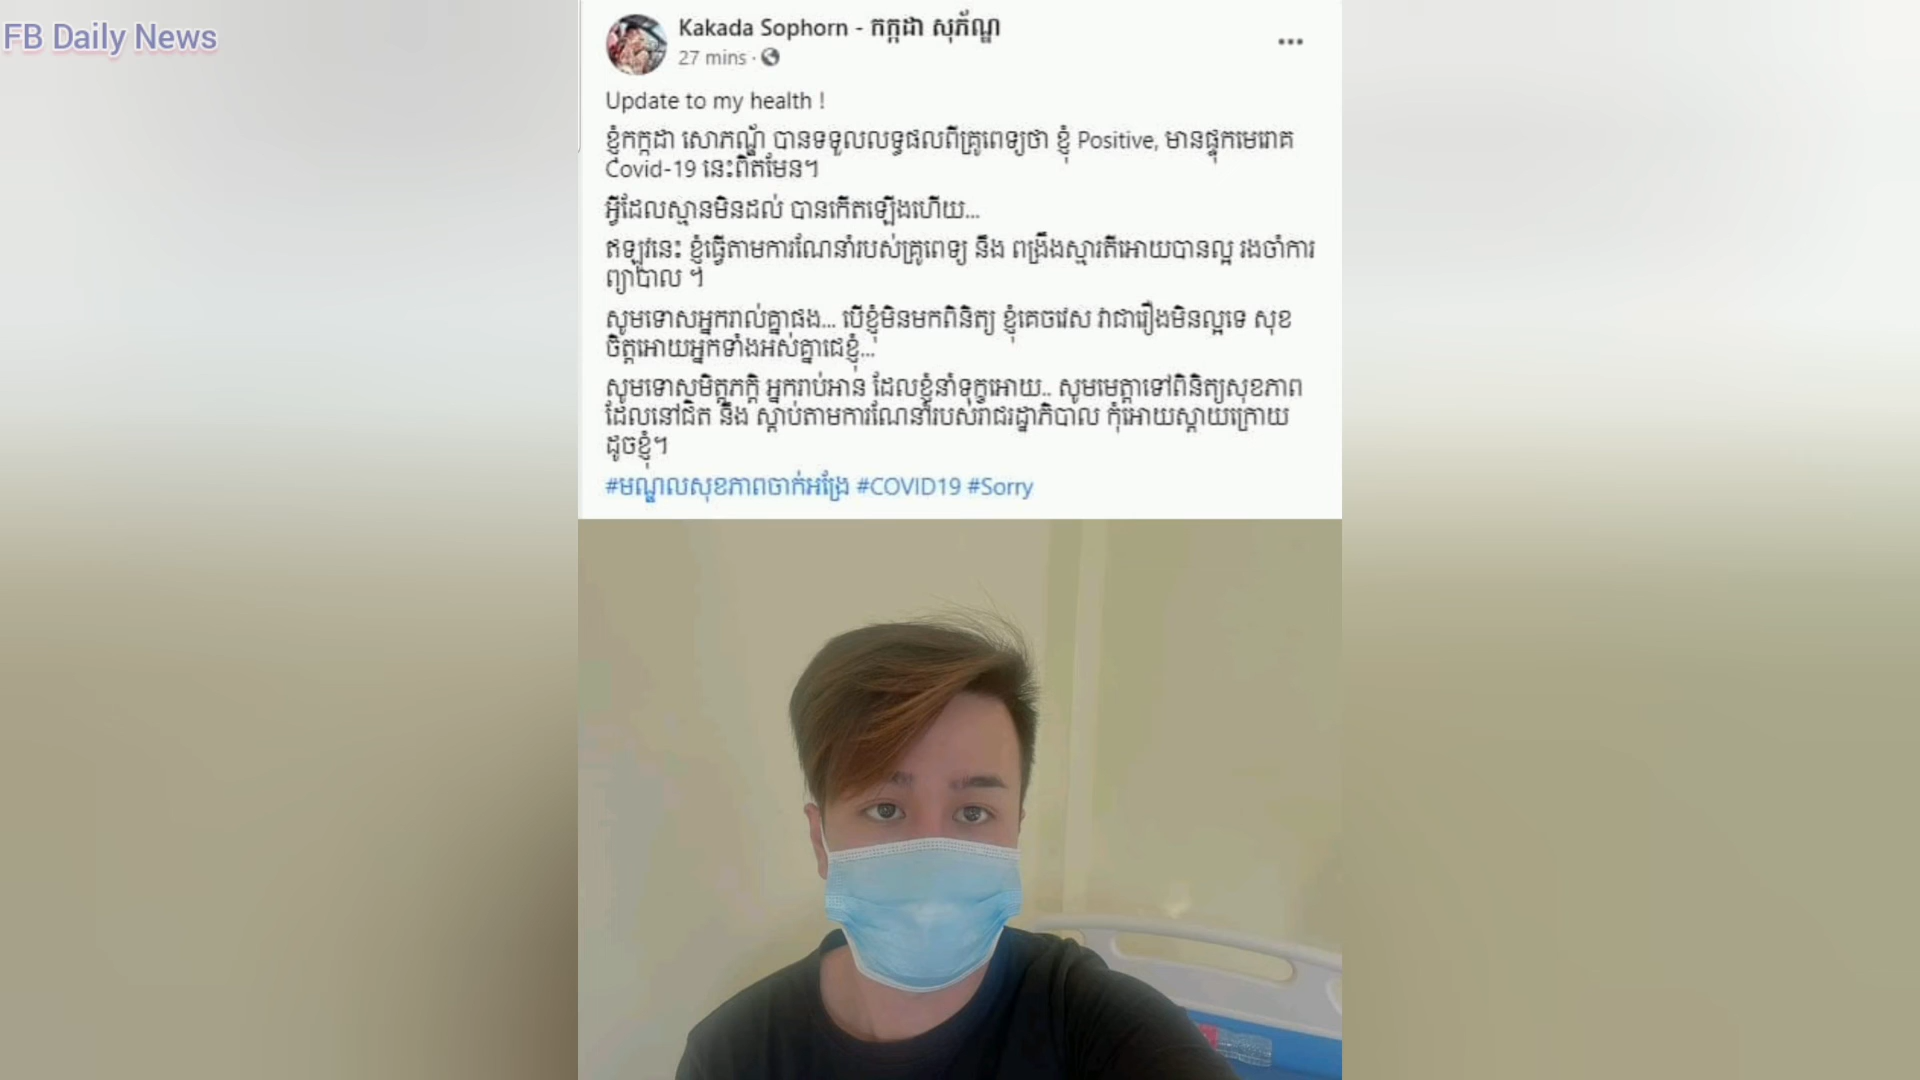 FB Daily News
Kakada Sophorn - កក្កដា សុភ័ណ្ឌ
27 mins ·
Update to my health !
ខ្ញុំកក្កដា សោភណ្ឌ័ បានទទួលលទ្ធផលពីគ្រូពេទ្យថា ខ្ញុំ Positive, មានផ្ទុកមេរោគ
Covid-19 នេះពិតមែន។
អ្វីដែលស្មានមិនដល់ បានកើតឡើងហើយ...
ឥឡូវនេះ ខ្ញុំធ្វើតាមការណែនាំរបស់គ្រូពេទ្យ នឹង ពង្រឹងស្មារតីអោយបានល្អ រងចាំការ
ព្យាបាល ។
សូមទោសអ្នករាល់គ្នាផង... បើខ្ញុំមិនមកពិនិត្យ ខ្ញុំគេចវេស វាជារឿងមិនល្អទេ សុខ
ចិត្តអោយអ្នកទាំងអស់គ្នាជេខ្ញុំ...
សូមទោសមិត្តភក្តិ អ្នករាប់អាន ដែលខ្ញុំនាំទុក្ខអោយ.. សូមមេត្តាទៅពិនិត្យសុខភាព
ដែលនៅជិត នឹង ស្តាប់តាមការណែនាំរបស់រាជរដ្ឋាភិបាល កុំអោយស្តាយក្រោយ
ដូចខ្ញុំ។
#មណ្ឌលសុខភាពចាក់អង្រែ #COVID19 #Sorry